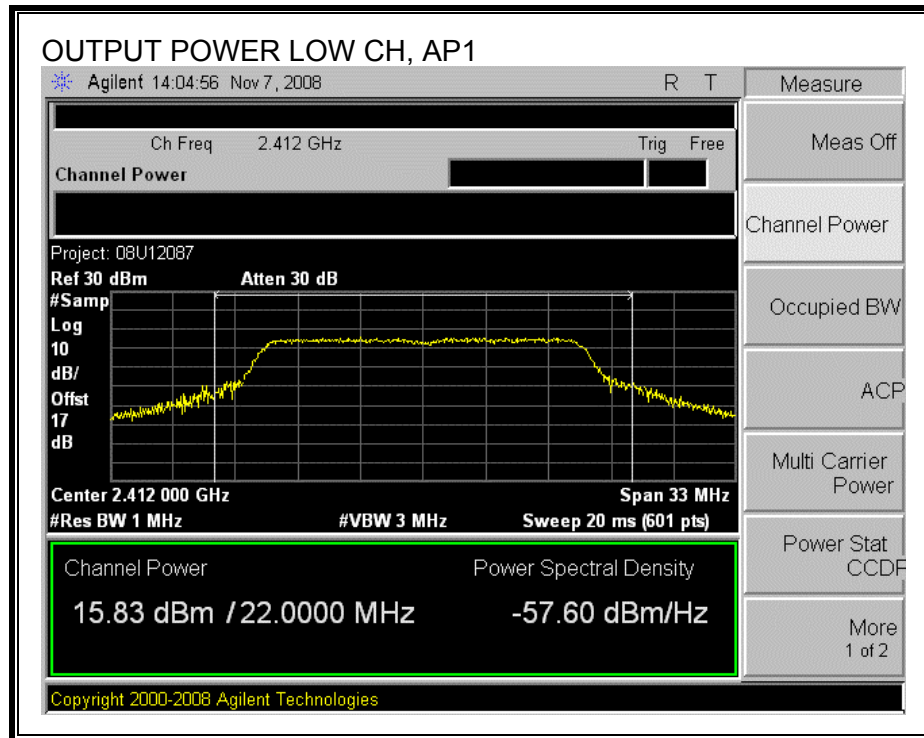 OUTPUT POWER LOW CH, AP1
Agilent 14:04:56 Nov 7, 2008 R T
Measure
Ch Freq 2.412 GHz Trig Free
Meas Off
Channel Power
Channel Power
Project: 08U12087
Ref 30 dBm Atten 30 dB
#Samp
Log
10
dB/
Offst
17
dB
Occupied BW
ACP
Multi Carrier
Power
Center 2.412 000 GHz Span 33 MHz
#Res BW 1 MHz #VBW 3 MHz Sweep 20 ms (601 pts)
Power Stat
CCDF
Channel Power Power Spectral Density
15.83 dBm / 22.0000 MHz -57.60 dBm/Hz
More
1 of 2
Copyright 2000-2008 Agilent Technologies